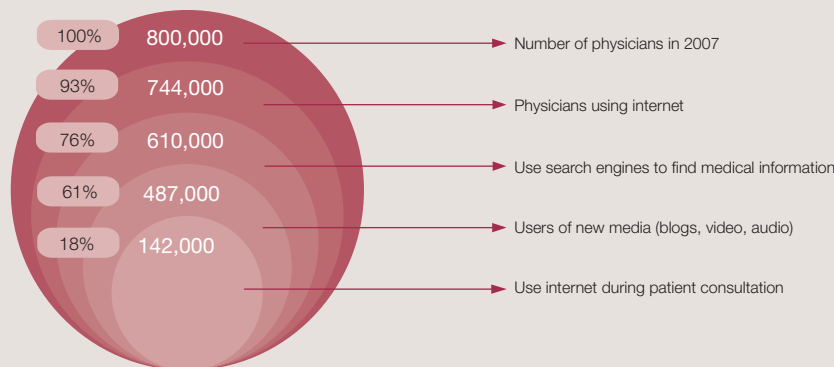 100% 800,000 Number of physicians in 2007
93% 744,000 Physicians using internet
76% 610,000 Use search engines to find medical information
61% 487,000 Users of new media (blogs, video, audio)
18% 142,000 Use internet during patient consultation